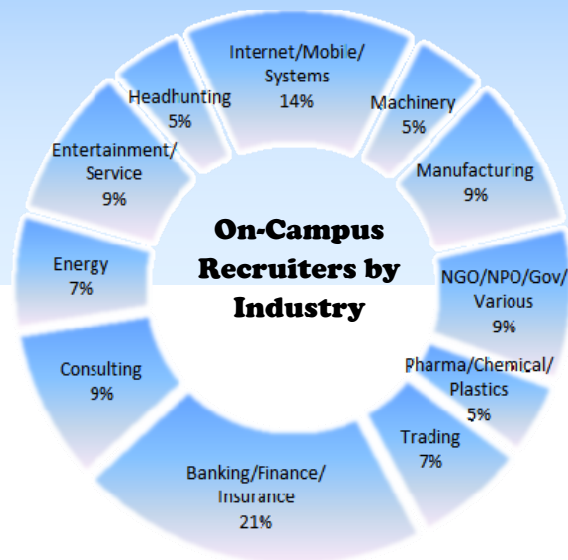 Internet/Mobile/
Systems
14%
Machinery
5%
Manufacturing
9%
NGO/NPO/Gov/
Various
9%
Pharma/Chemical/
Plastics
5%
Trading
7%
Banking/Finance/
Insurance
21%
Consulting
9%
Energy
7%
Entertainment/
Service
9%
Headhunting
5%
On-Campus
Recruiters by
Industry